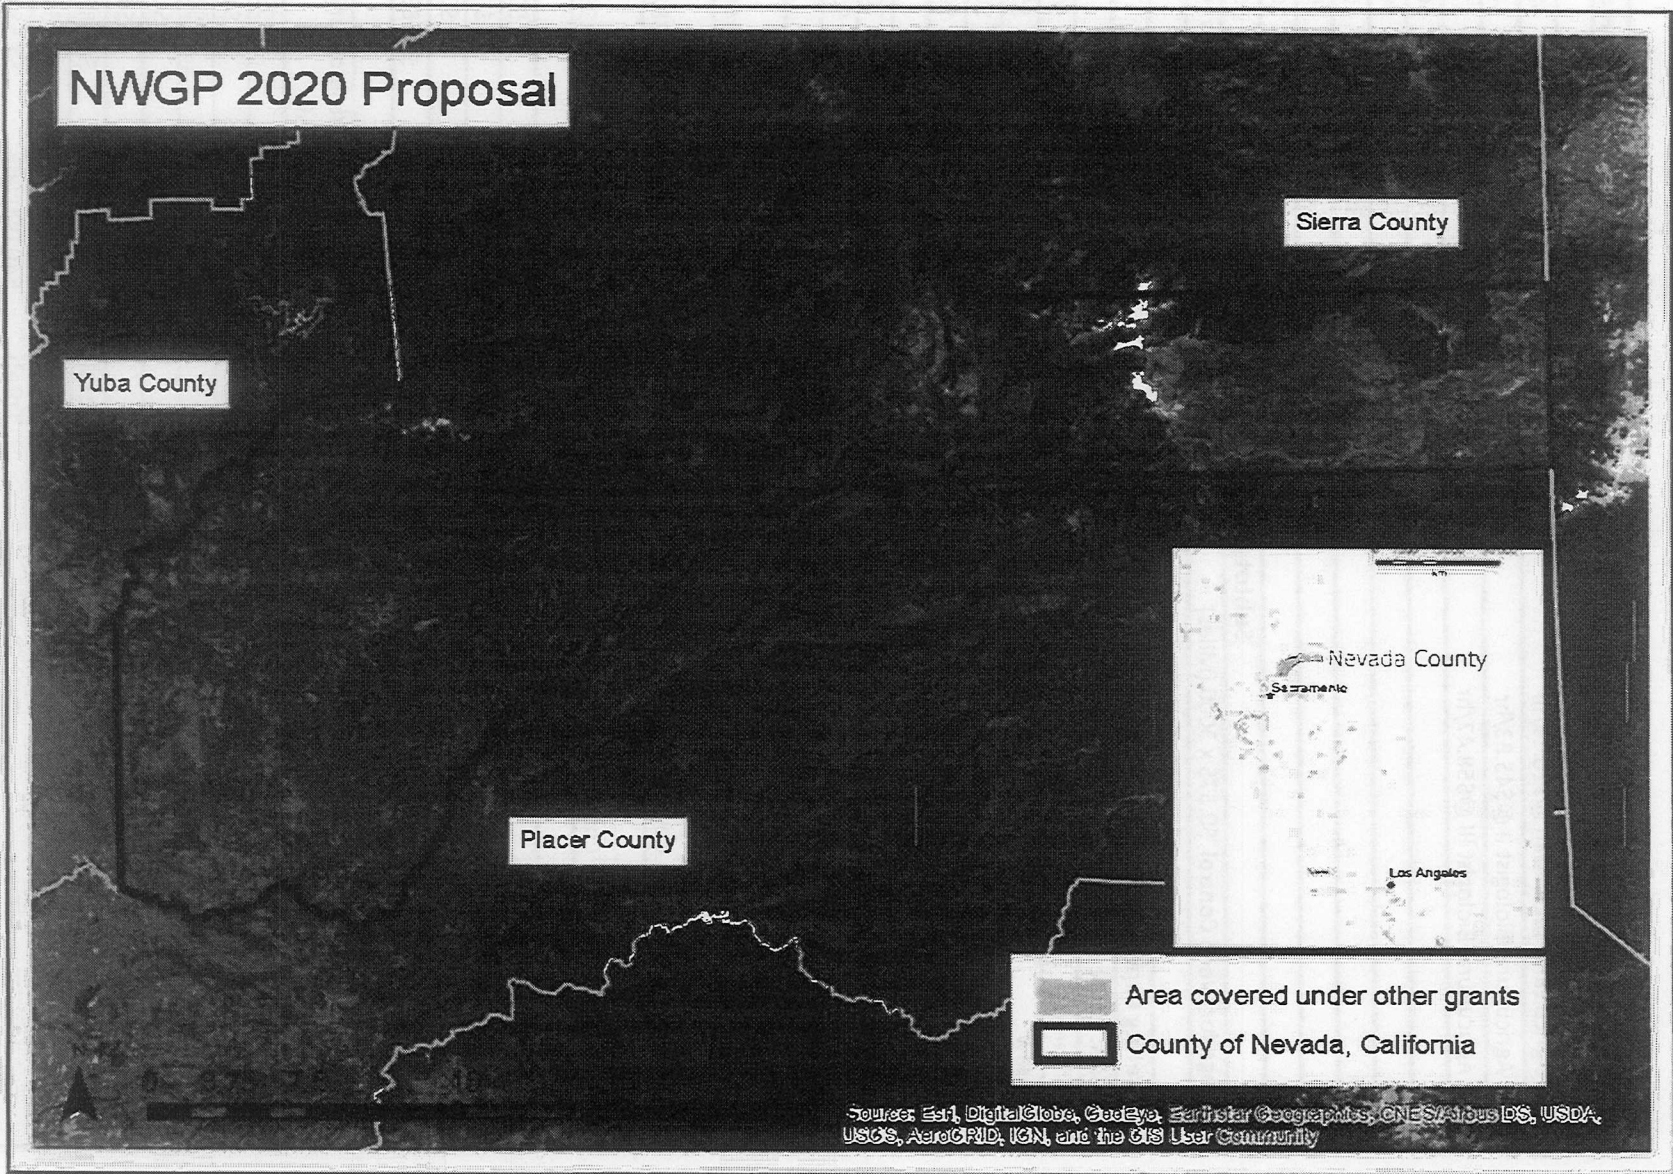 NWGP 2020 Proposal
Sierra County
Yuba County
Nevada County
Sacramento
Placer County
Los Angeles
Area covered under other grants
County of Nevada, California
Source: Esri, DigitalGlobe, GeoEye, Earthstar Geographics, CNES/Airbus DS, USDA,
USGS, AeroGRID, IGN, and the GIS User Community